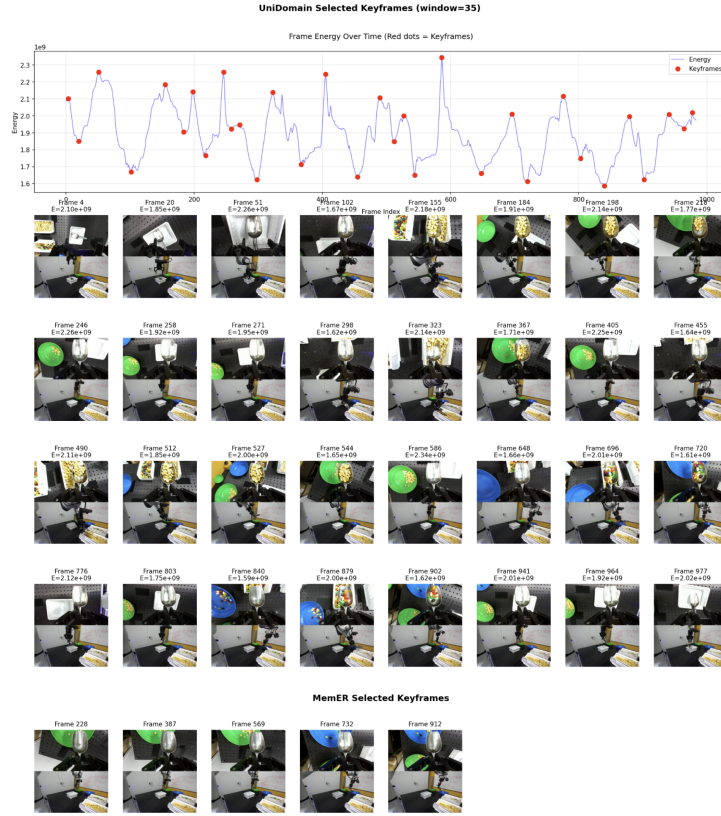 UniDomain Selected Keyframes (window=35)
Frame Energy Over Time (Red dots = Keyframes)
1e9
Energy
Keyframes
Energy
2.3
2.2
2.1
2.0
1.9
1.8
1.7
1.6
0 200 400 600 800 1000
Frame Index
Frame 4 Frame 20 Frame 51 Frame 102 Frame 155 Frame 184 Frame 198 Frame 218
E=2.10e+09 E=1.85e+09 E=2.26e+09 E=1.67e+09 E=2.18e+09 E=1.91e+09 E=2.14e+09 E=1.77e+09
Frame 246 Frame 258 Frame 271 Frame 298 Frame 323 Frame 367 Frame 405 Frame 455
E=2.26e+09 E=1.92e+09 E=1.95e+09 E=1.62e+09 E=2.14e+09 E=1.71e+09 E=2.25e+09 E=1.64e+09
Frame 490 Frame 512 Frame 527 Frame 544 Frame 586 Frame 648 Frame 696 Frame 720
E=2.11e+09 E=1.85e+09 E=2.00e+09 E=1.65e+09 E=2.34e+09 E=1.66e+09 E=2.01e+09 E=1.61e+09
Frame 776 Frame 803 Frame 840 Frame 879 Frame 902 Frame 941 Frame 964 Frame 977
E=2.12e+09 E=1.75e+09 E=1.59e+09 E=2.00e+09 E=1.62e+09 E=2.01e+09 E=1.92e+09 E=2.02e+09
MemER Selected Keyframes
Frame 228 Frame 387 Frame 569 Frame 732 Frame 912